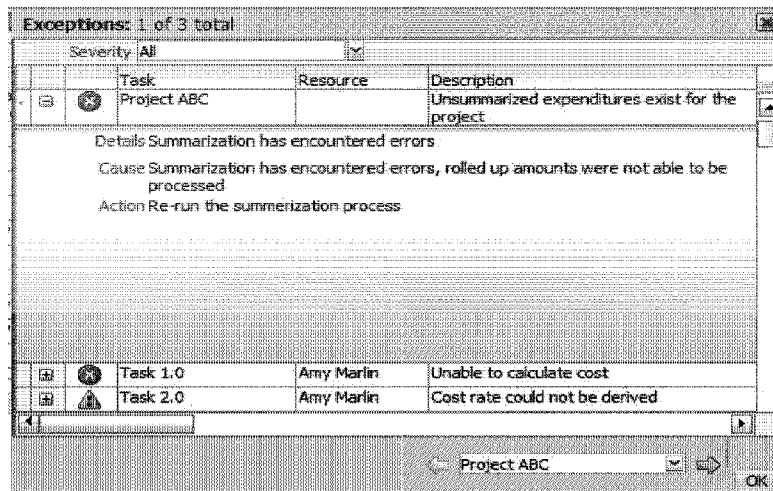 Exceptions: 1 of 3 total
Severity All
Task Resource Description
Project ABC Unsummarized expenditures exist for the
project
Details Summarization has encountered errors
Cause Summarization has encountered errors, rolled up amounts were not able to be
processed
Action Re-run the summerization process
Task 1.0 Amy Marlin Unable to calculate cost
Task 2.0 Amy Marlin Cost rate could not be derived
Project ABC
OK